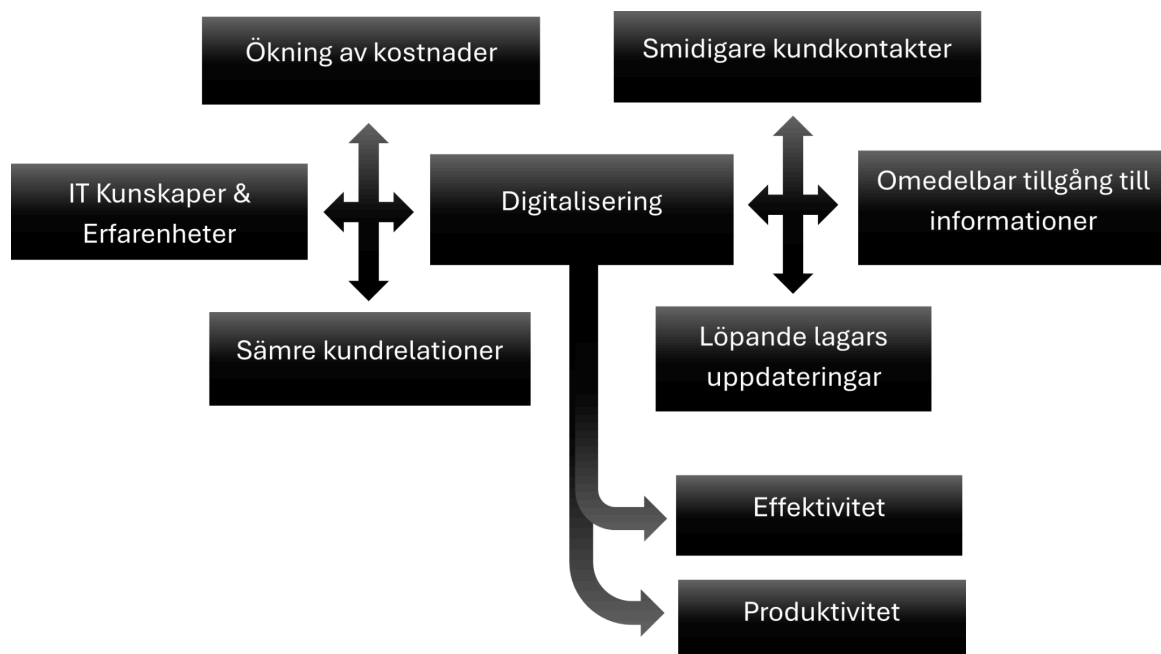 Ökning av kostnader
Smidigare kundkontakter
IT Kunskaper &
Erfarenheter
Digitalisering
Omedelbar tillgång till
informationer
Sämre kundrelationer
Löpande lagars
uppdateringar
Effektivitet
Produktivitet